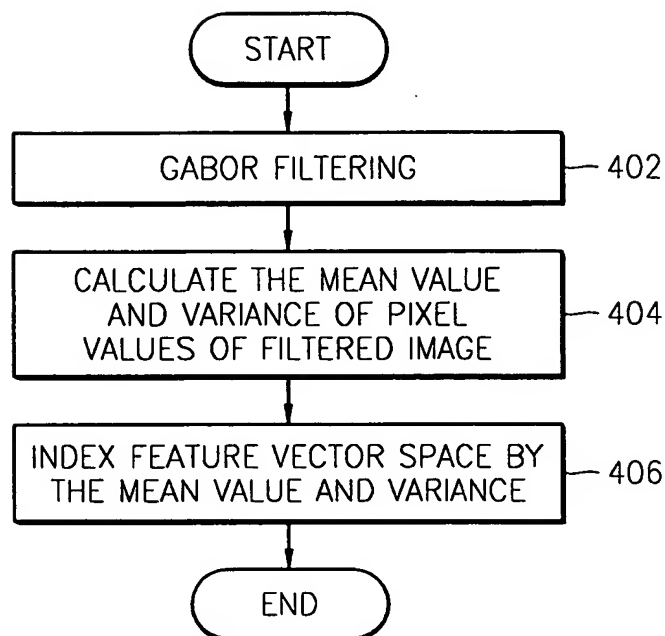 START
GABOR FILTERING
402
CALCULATE THE MEAN VALUE
AND VARIANCE OF PIXEL
VALUES OF FILTERED IMAGE
404
INDEX FEATURE VECTOR SPACE BY
THE MEAN VALUE AND VARIANCE
406
END